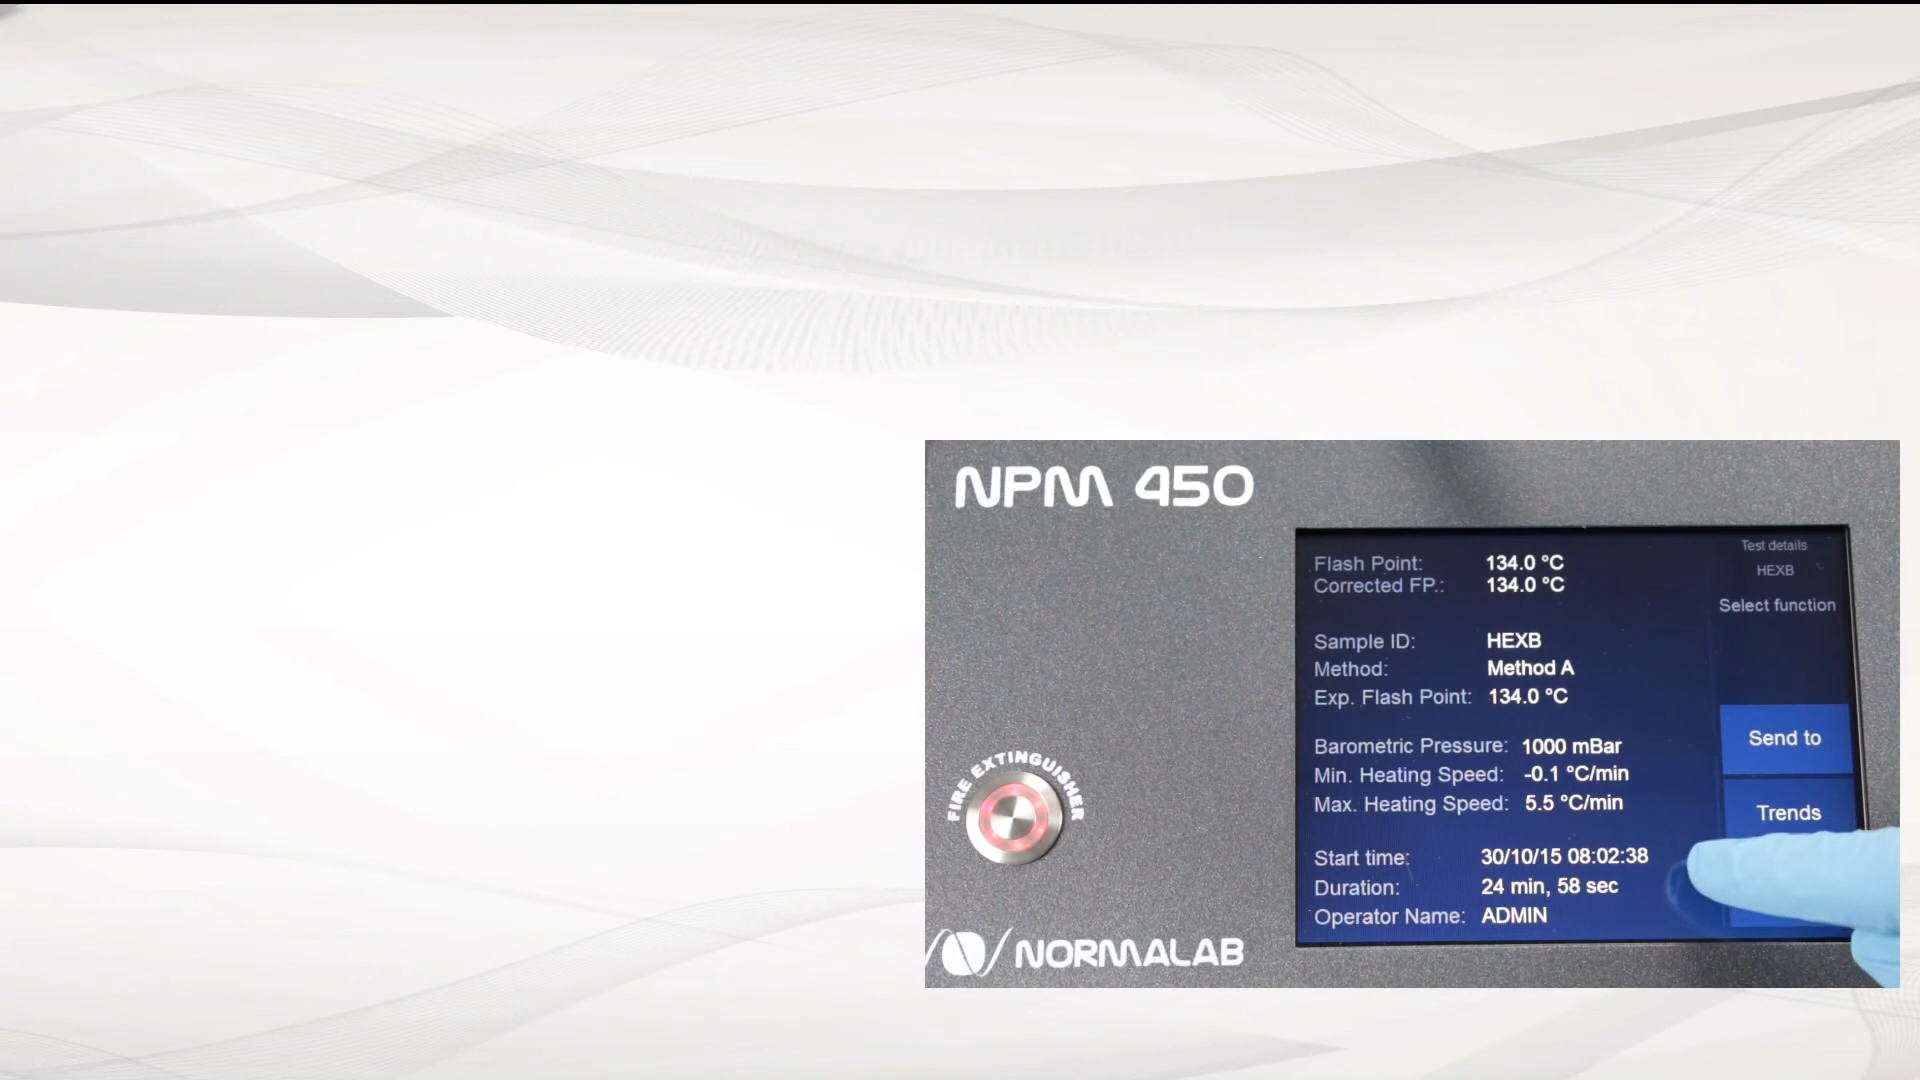 NPM 450
Flash Point: 134.0 °C
Corrected FP.: 134.0 °C
Sample ID: HEXB
Method: Method A
Exp. Flash Point: 134.0 °C
Barometric Pressure: 1000 mBar
Min. Heating Speed: -0.1 °C/min
Max. Heating Speed: 5.5 °C/min
Start time: 30/10/15 08:02:38
Duration: 24 min, 58 sec
Operator Name: ADMIN
Test details
HEXB
Select function
Send to
Trends
FIRE EXTINGUISHER
NORMALAB